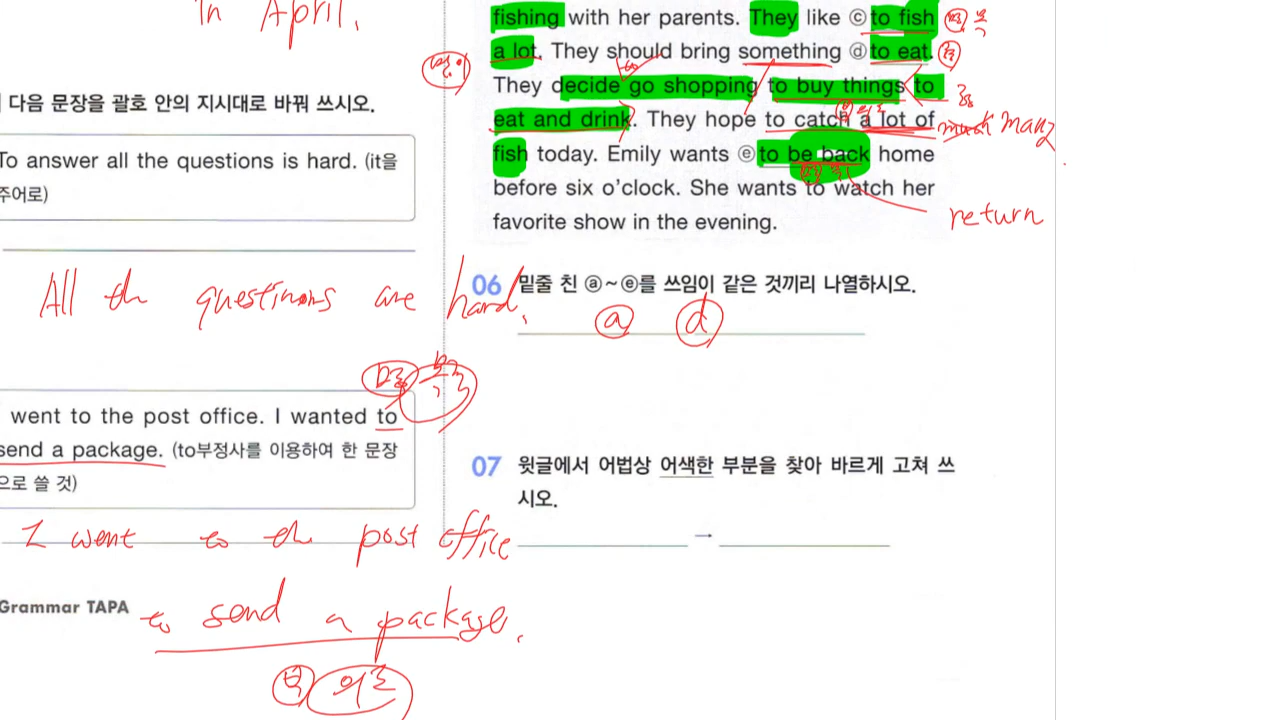 In April.
다음 문장을 괄호 안의 지시대로 바꿔 쓰시오.
To answer all the questions is hard. (it을
주어로)
All th questions are hard.
went to the post office. I wanted to
send a package. (to부정사를 이용하여 한 문장
으로 쓸 것)
I went to th post office
to send a package.
Grammar TAPA
fishing with her parents. They like ⓒ to fish
a lot. They should bring something ⓓ to eat.
They decide go shopping to buy things to
eat and drink. They hope to catch a lot of
many
fish today. Emily wants ⓔ to be back home
before six o'clock. She wants to watch her
return
favorite show in the evening.
06 밑줄 친 ⓐ~ⓔ를 쓰임이 같은 것끼리 나열하시오.
ⓐ ⓓ
07 윗글에서 어법상 어색한 부분을 찾아 바르게 고쳐 쓰
시오.
→